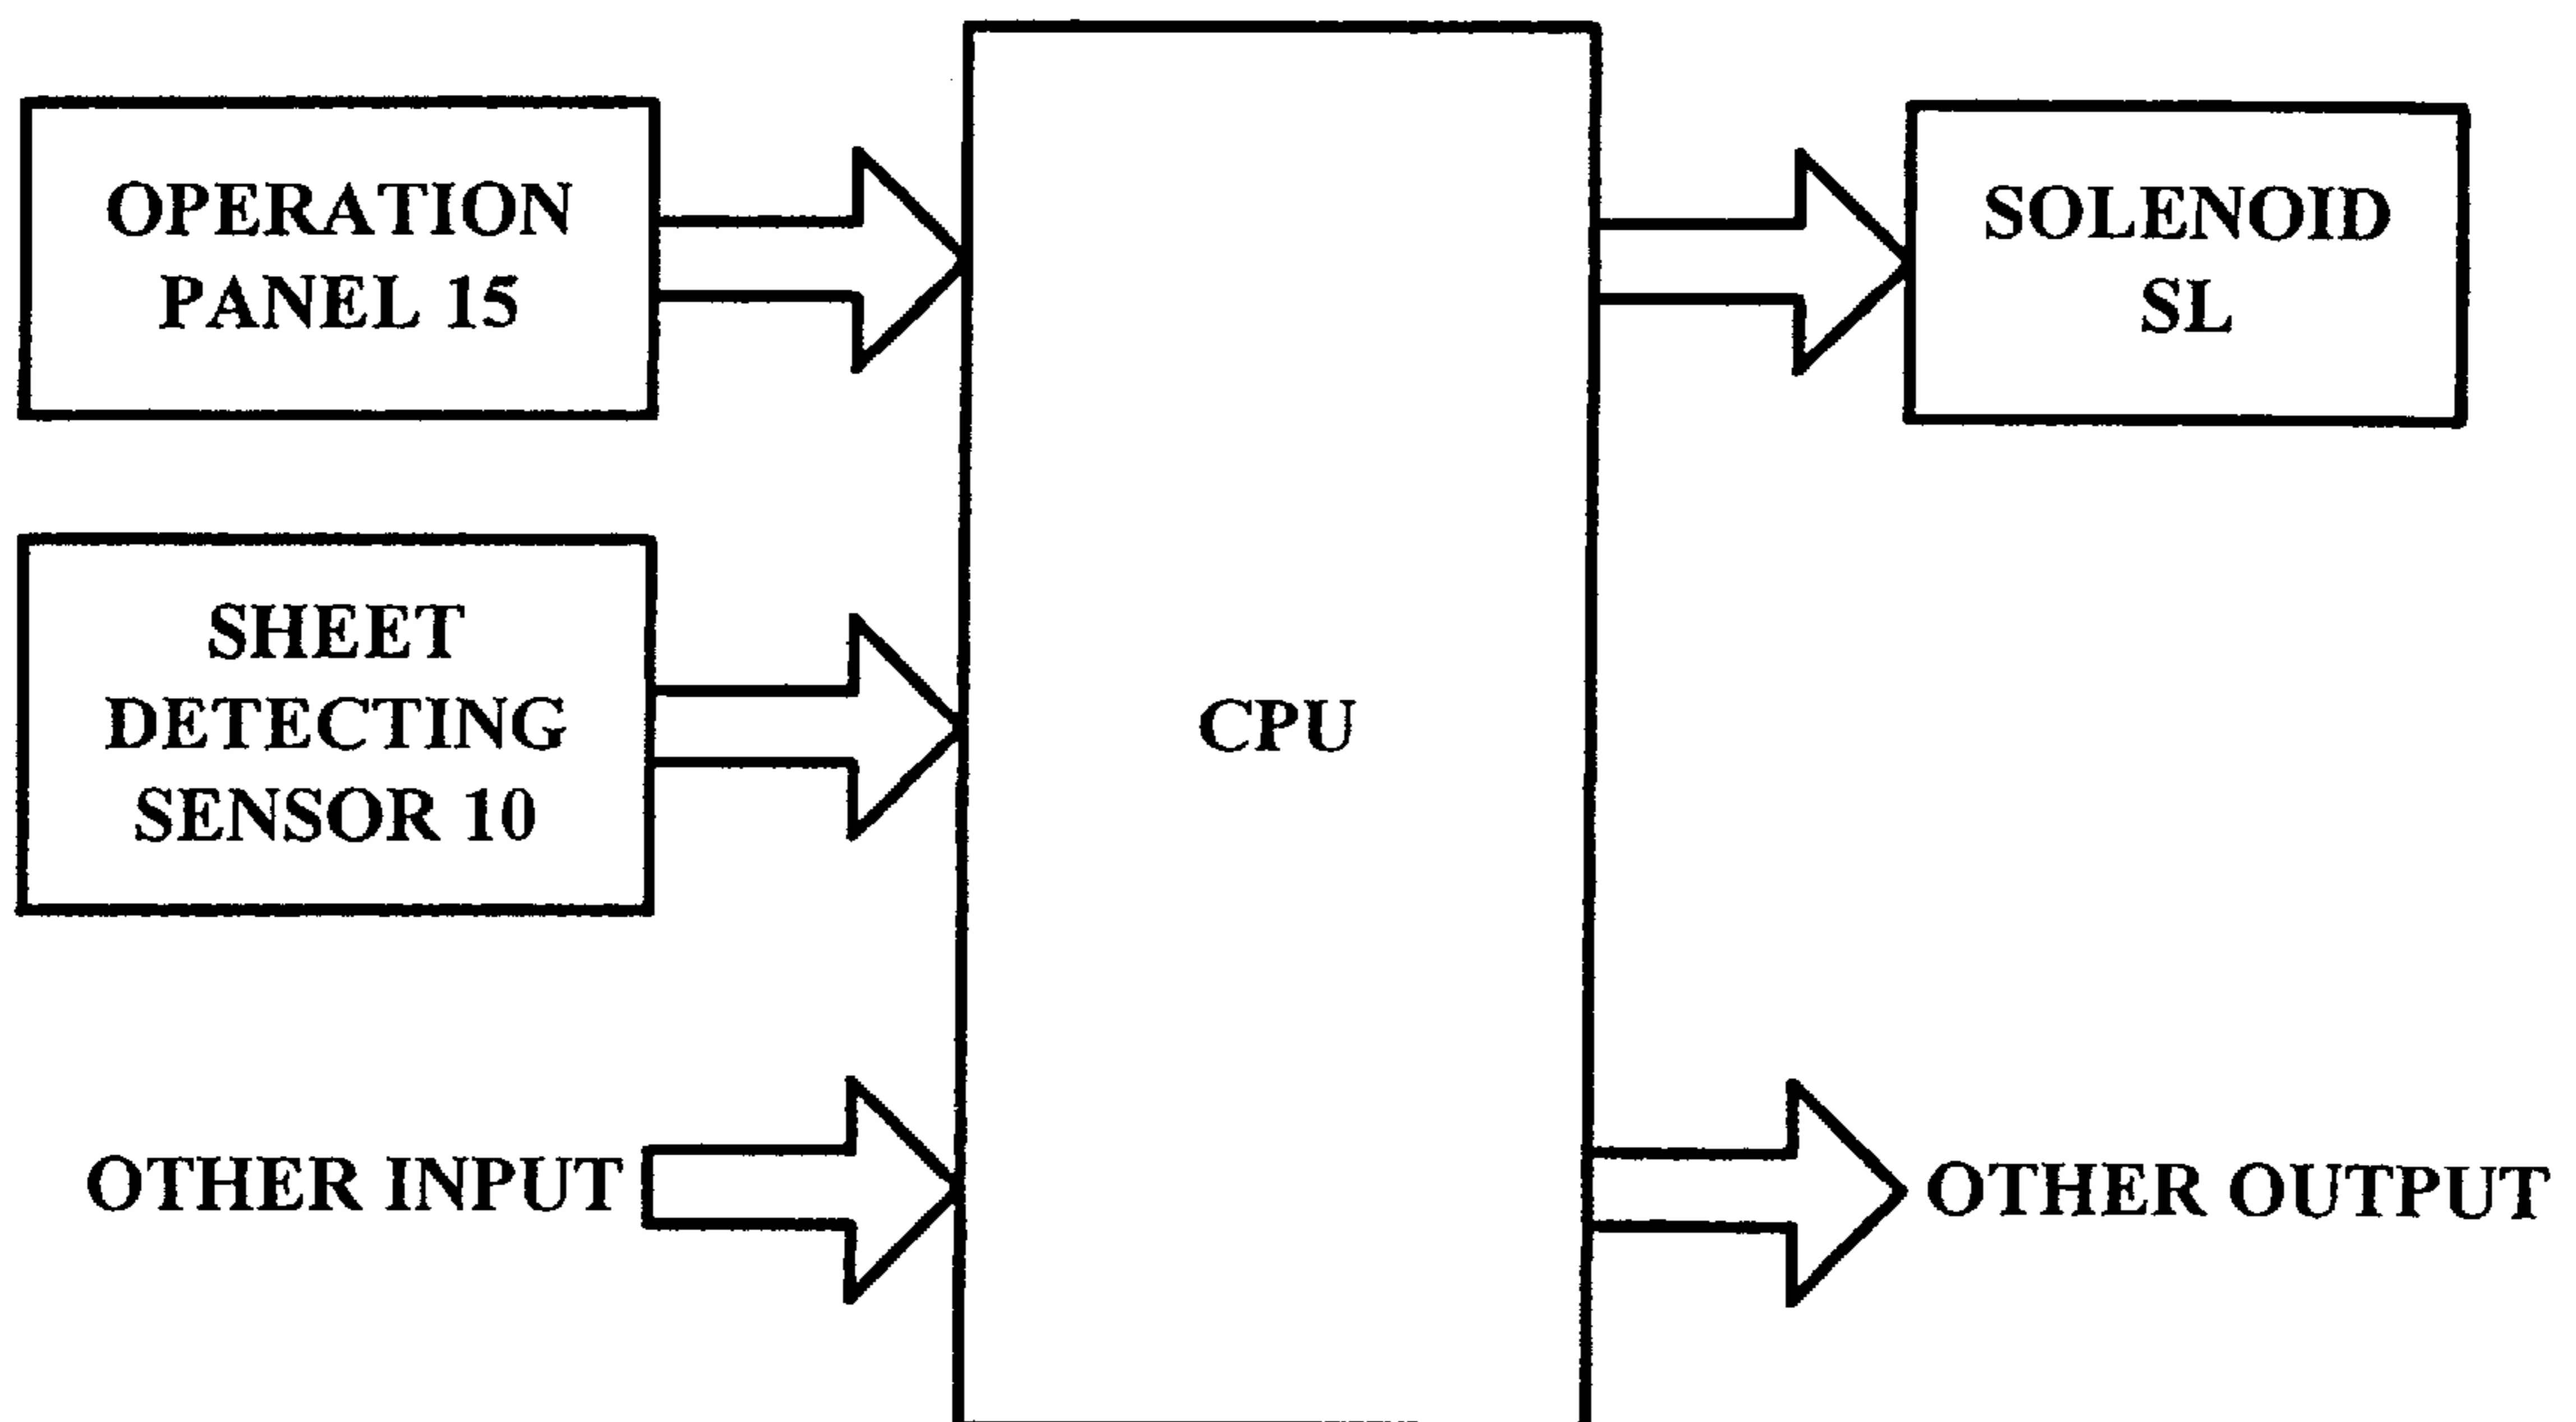 OPERATION
PANEL 15
SHEET
DETECTING
SENSOR 10
OTHER INPUT
CPU
SOLENOID
SL
OTHER OUTPUT